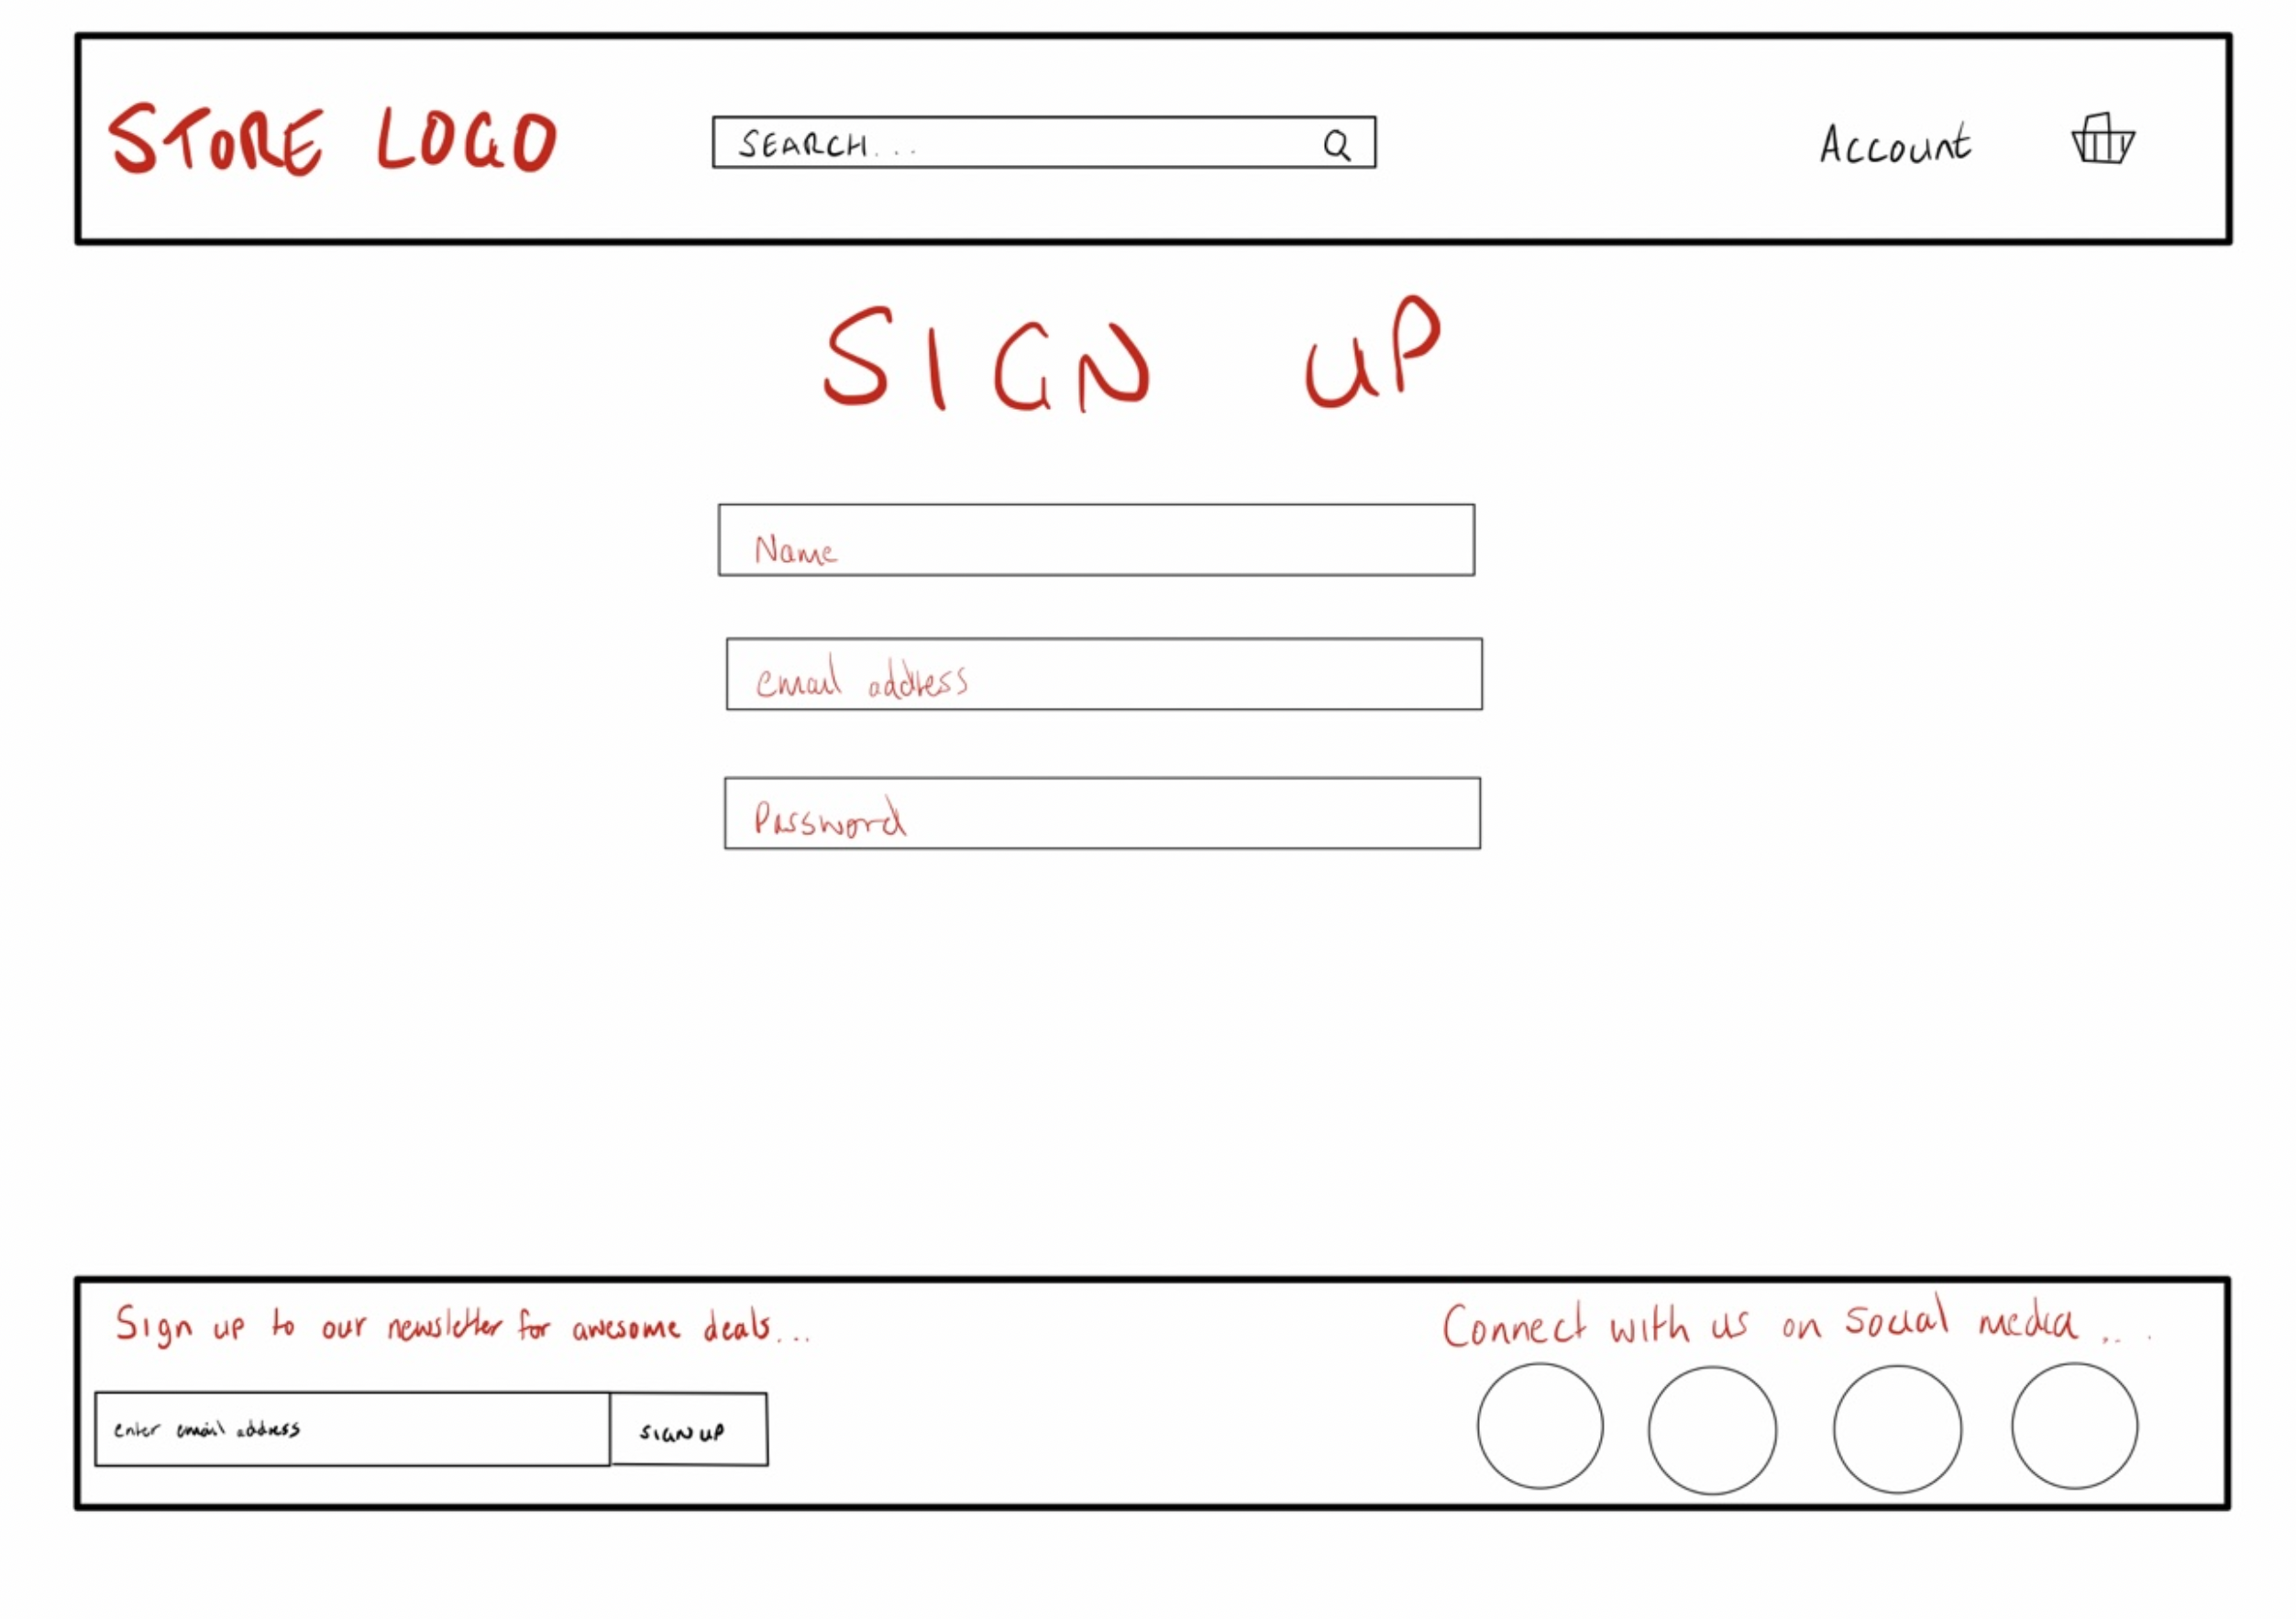 STORE LOGO
SEARCH...
Account
SIGN UP
Name
email address
Password
Sign up to our newsletter for awesome deals...
enter email address
SIGN UP
Connect with us on social media ...